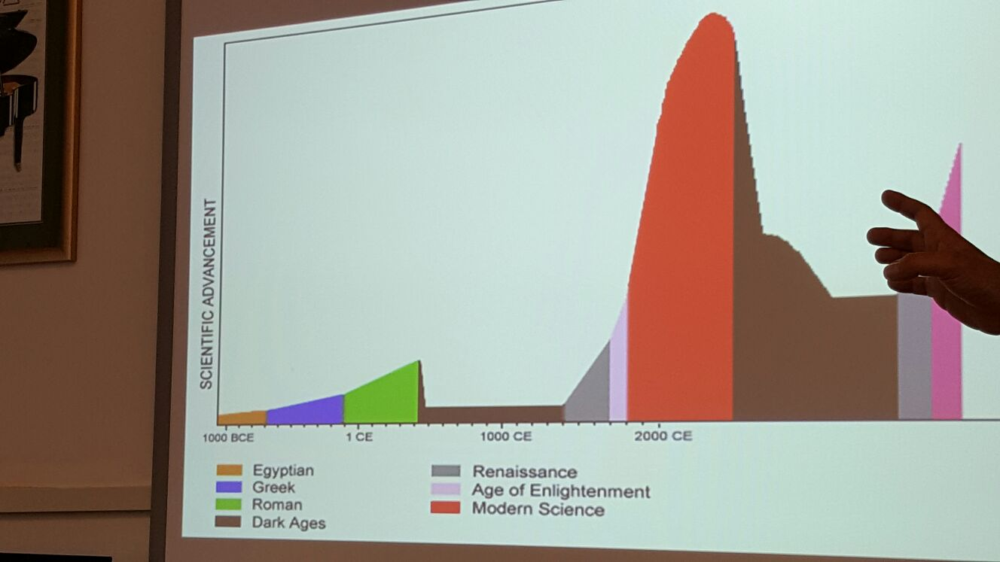 SCIENTIFIC ADVANCEMENT
1000 BCE 1 CE 1000 CE 2000 CE
Egyptian
Greek
Roman
Dark Ages
Renaissance
Age of Enlightenment
Modern Science